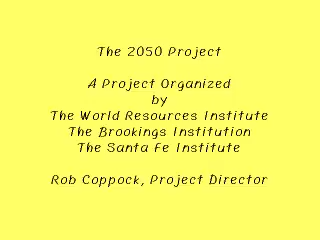 The 2050 Project
A Project Organized
by
The World Resources Institute
The Brookings Institution
The Santa Fe Institute
Rob Coppock, Project Director